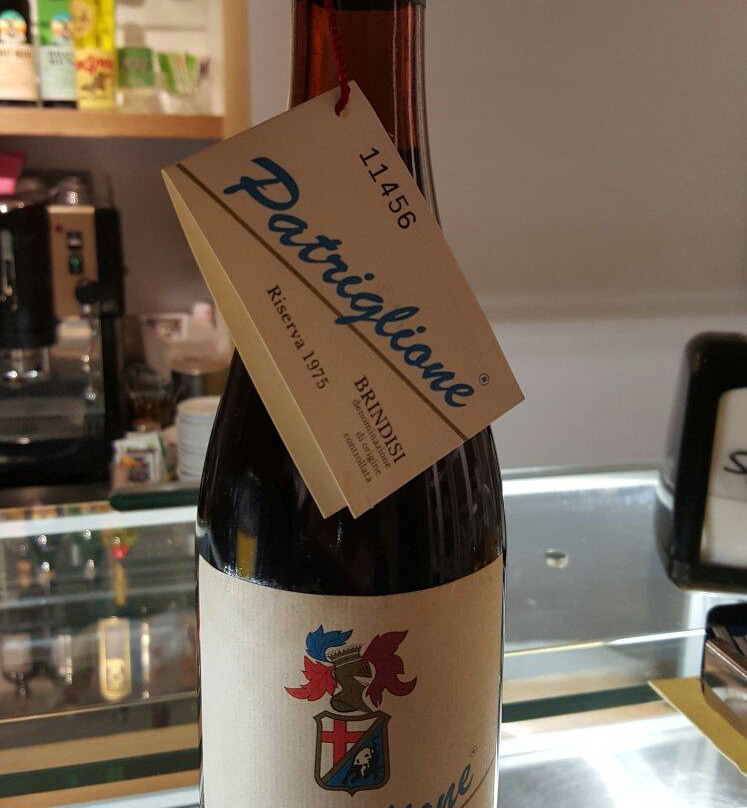 11456
Patriglione®
Riserva 1975
BRINDISI
denominazione
di origine
controllata